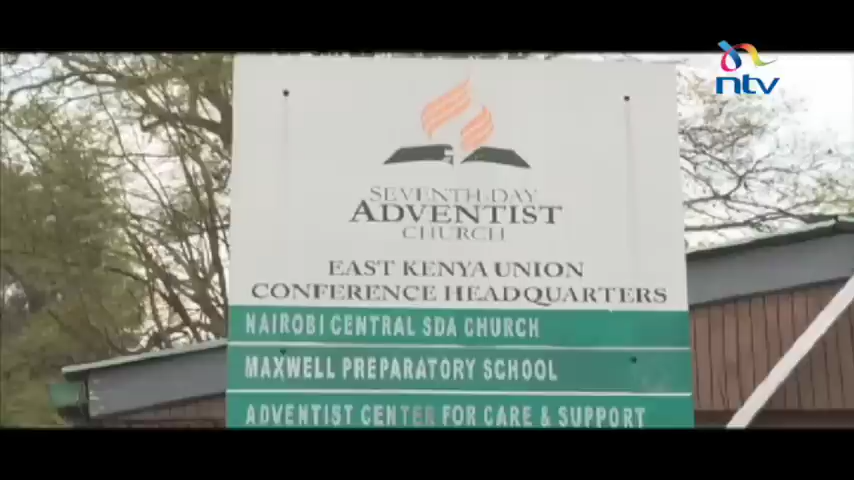 ntv
SEVENTH-DAY
ADVENTIST
CHURCH
EAST KENYA UNION
CONFERENCE HEADQUARTERS
NAIROBI CENTRAL SDA CHURCH
MAXWELL PREPARATORY SCHOOL
ADVENTIST CENTER FOR CARE & SUPPORT